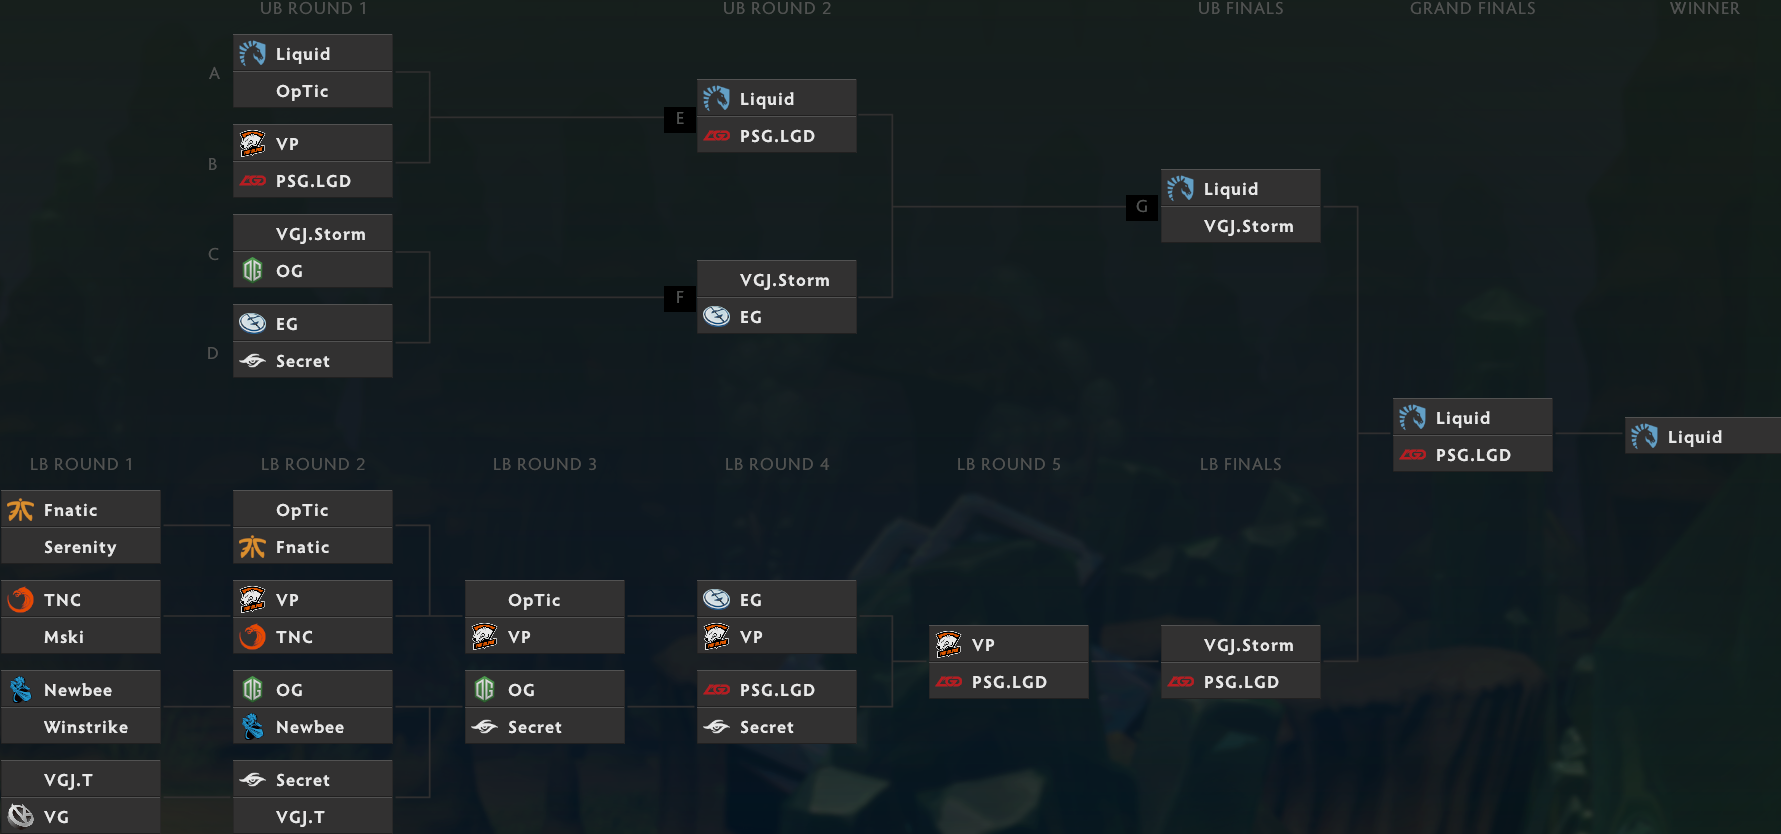 UB ROUND 1
UB ROUND 2
UB FINALS
GRAND FINALS
WINNER
A
Liquid
OpTic
B
VP
PSG.LGD
C
VGJ.Storm
OG
D
EG
Secret
E
Liquid
PSG.LGD
F
VGJ.Storm
EG
G
Liquid
VGJ.Storm
Liquid
PSG.LGD
Liquid
LB ROUND 1
LB ROUND 2
LB ROUND 3
LB ROUND 4
LB ROUND 5
LB FINALS
Fnatic
Serenity
TNC
Mski
Newbee
Winstrike
VGJ.T
VG
OpTic
Fnatic
VP
TNC
OG
Newbee
Secret
VGJ.T
OpTic
VP
OG
Secret
EG
VP
PSG.LGD
Secret
VP
PSG.LGD
VGJ.Storm
PSG.LGD